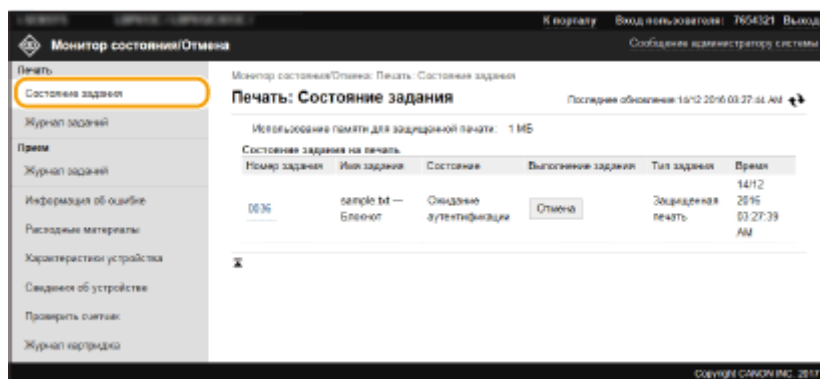 К порталу Вход пользователя: 7654321 Выход
Монитор состояния/Отмена
Сообщение администратору системы
Печать
Состояние задания
Журнал заданий
Прием
Журнал заданий
Информация об ошибке
Расходные материалы
Характеристики устройства
Сведения об устройстве
Проверить счетчик
Журнал картриджа
Монитор состояния/Отмена: Печать: Состояние задания
Печать: Состояние задания
Последнее обновление: 14/12 2016 03:27:44 AM
Использование памяти для защищенной печати: 1 МБ
Состояние задания на печать
Номер задания Имя задания Состояние Выполнение задания Тип задания Время
0036 sample.txt — Блокнот Ожидание аутентификации Отмена Защищенная печать 14/12 2016 03:27:39 AM
Copyright CANON INC. 2017